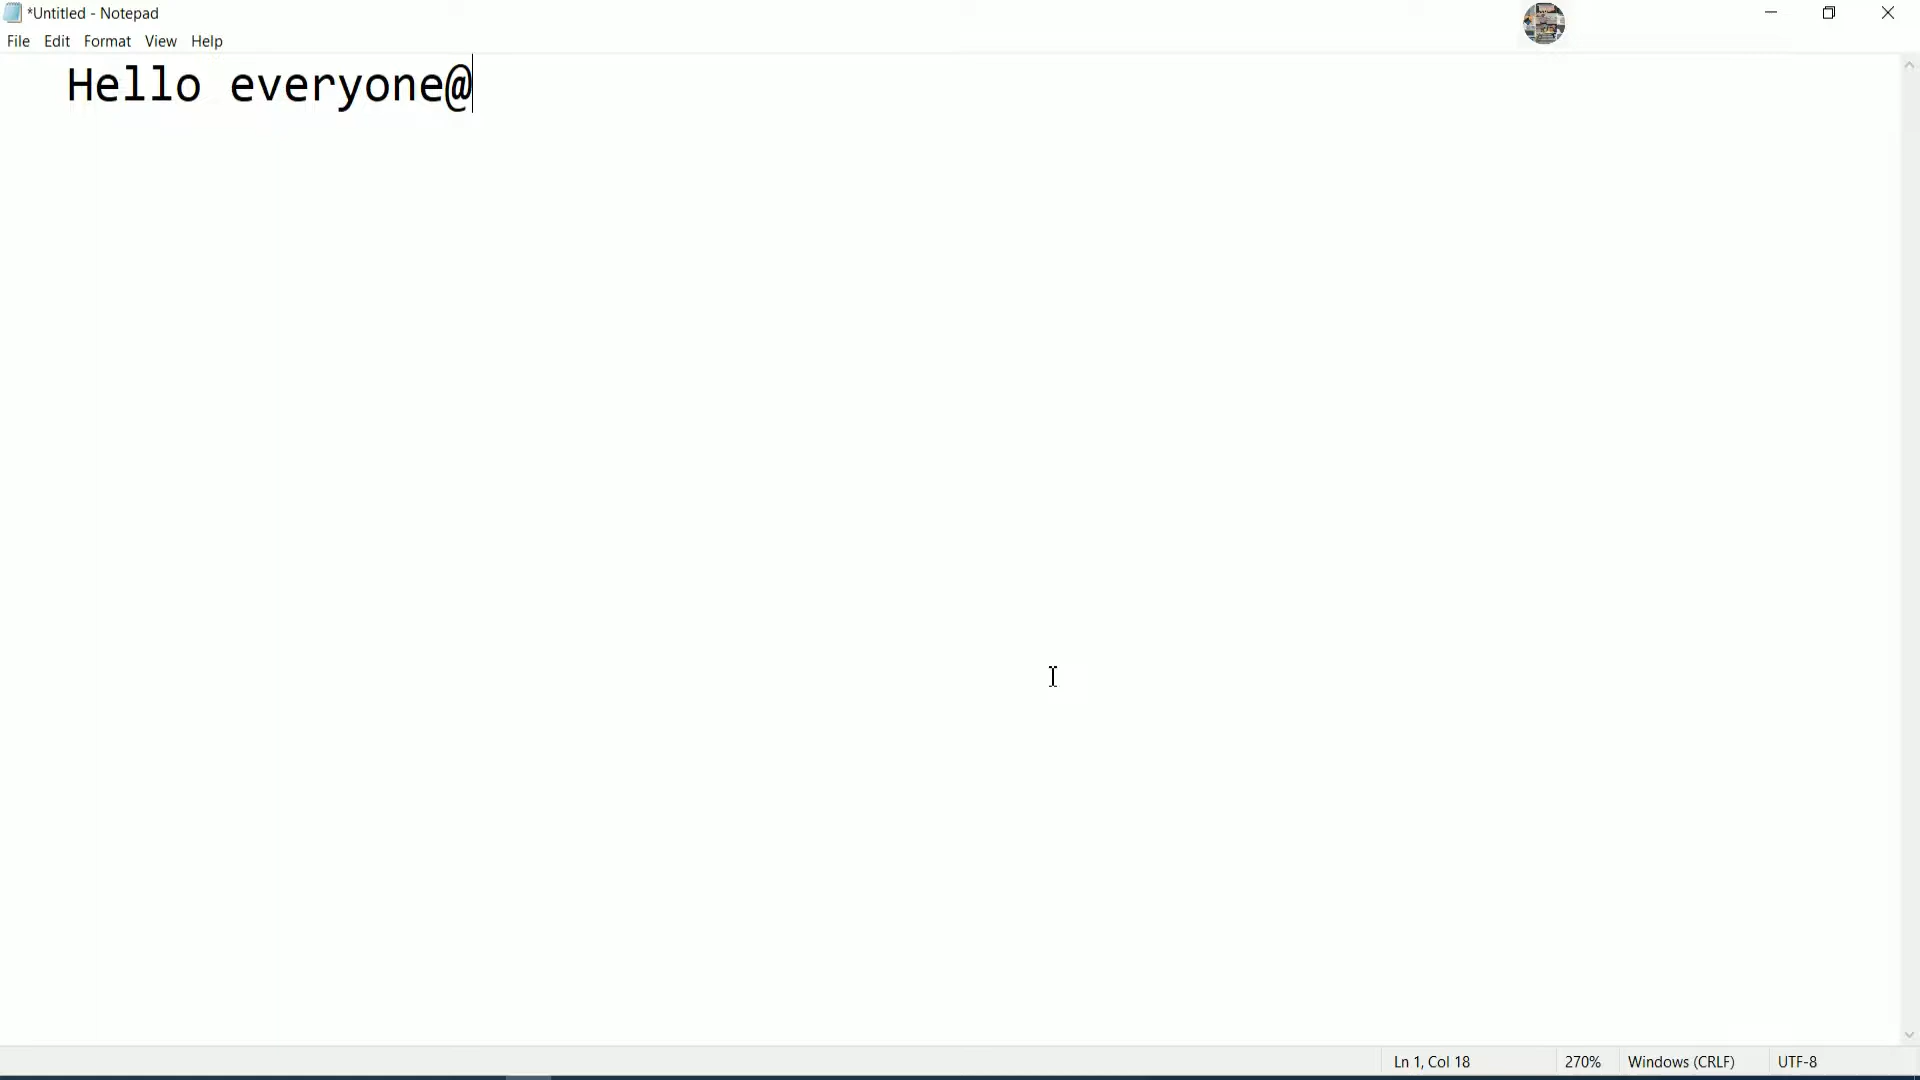 *Untitled - Notepad
File Edit Format View Help
Hello everyone@
Ln 1, Col 18 270% Windows (CRLF) UTF-8